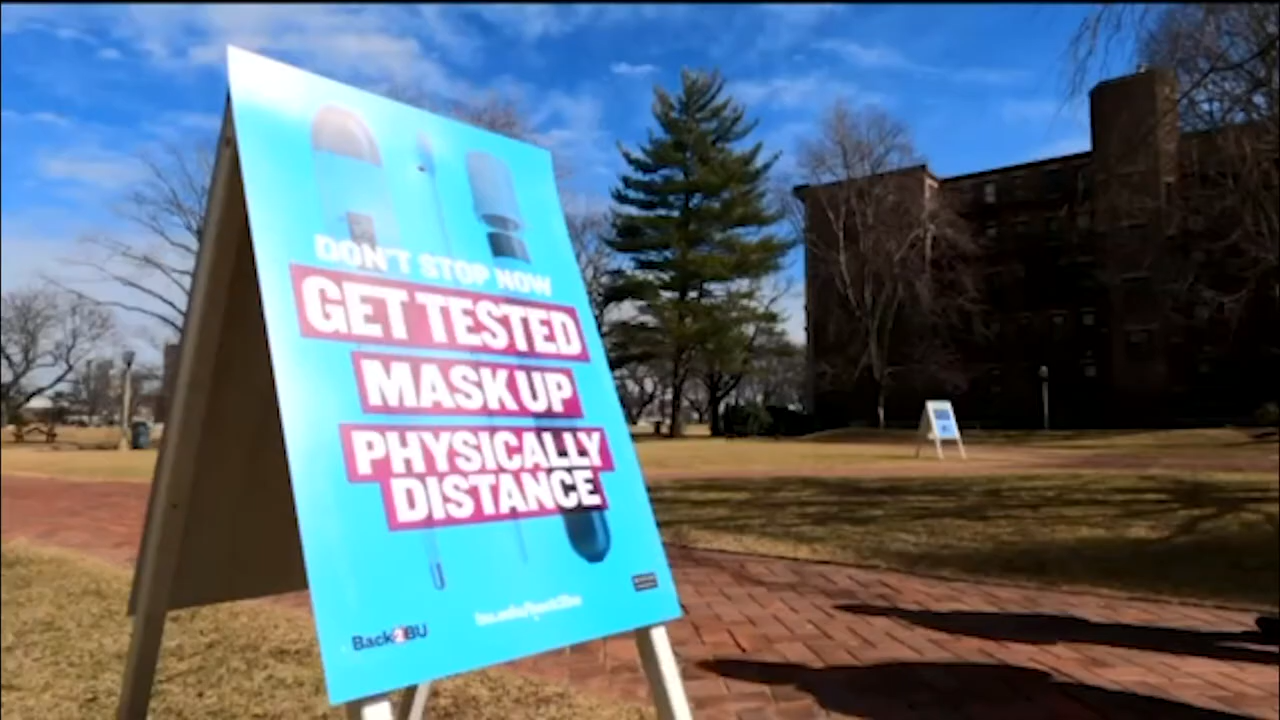 DON'T STOP NOW
GET TESTED
MASK UP
PHYSICALLY
DISTANCE
Back2BU